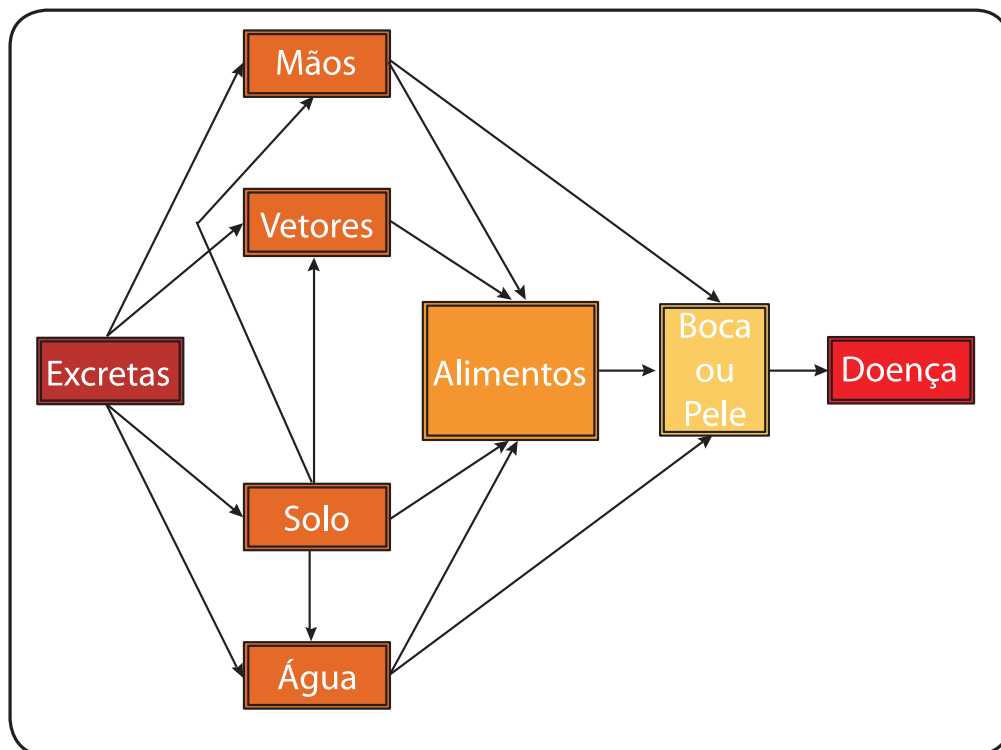 Mãos
Vetores
Excretas
Alimentos
Boca
ou
Pele
Doença
Solo
Água